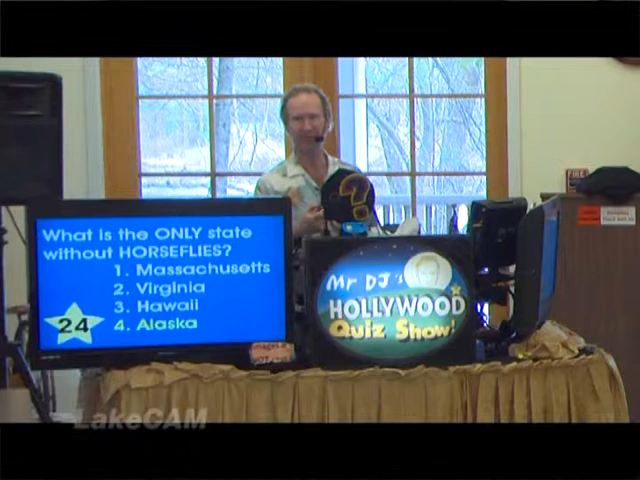 What is the ONLY state
without HORSEFLIES?
1. Massachusetts
2. Virginia
3. Hawaii
4. Alaska
24
?
Mr DJ's
HOLLYWOOD
Quiz Show!
FIRE
LakeCAM